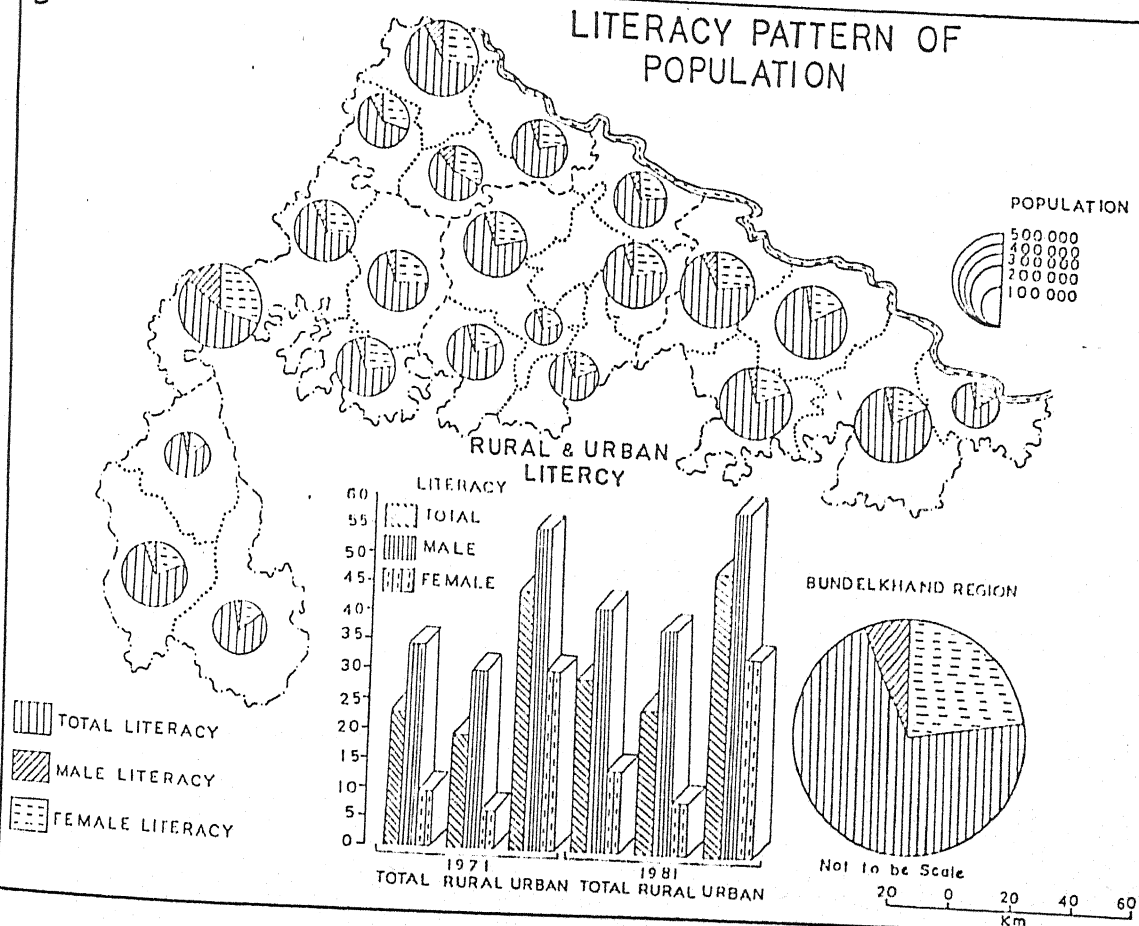 LITERACY PATTERN OF
POPULATION
POPULATION
500 000
400 000
300 000
200 000
100 000
RURAL & URBAN
LITERCY
LITERACY
TOTAL
MALE
FEMALE
60
55
50
45
40
35
30
25
20
15
10
5
0
1971 1981
TOTAL RURAL URBAN TOTAL RURAL URBAN
TOTAL LITERACY
MALE LITERACY
FEMALE LITERACY
BUNDELKHAND REGION
Not to be Scale
20 0 20 40 60
Km